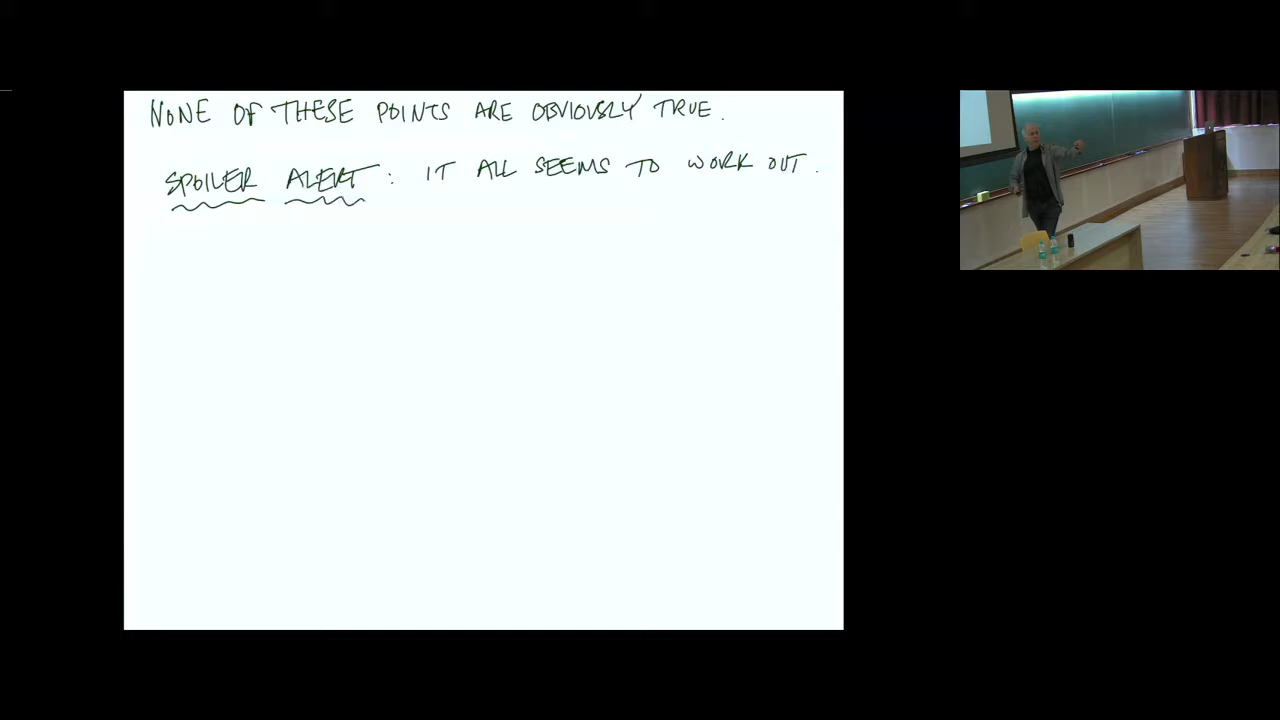 NONE OF THESE POINTS ARE OBVIOUSLY TRUE.
SPOILER ALERT: IT ALL SEEMS TO WORK OUT.